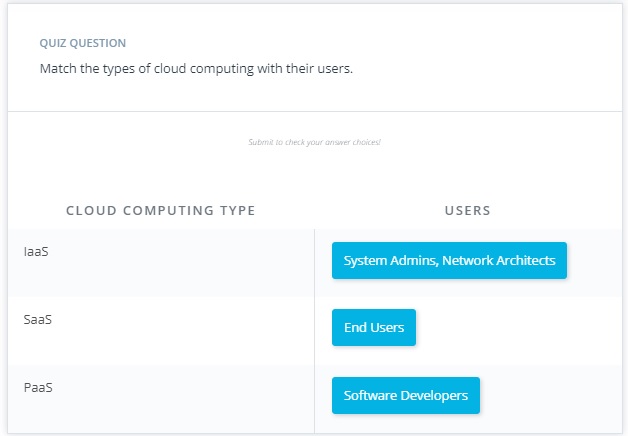 QUIZ QUESTION
Match the types of cloud computing with their users.
Submit to check your answer choices!
CLOUD COMPUTING TYPE USERS
IaaS System Admins, Network Architects
SaaS End Users
PaaS Software Developers